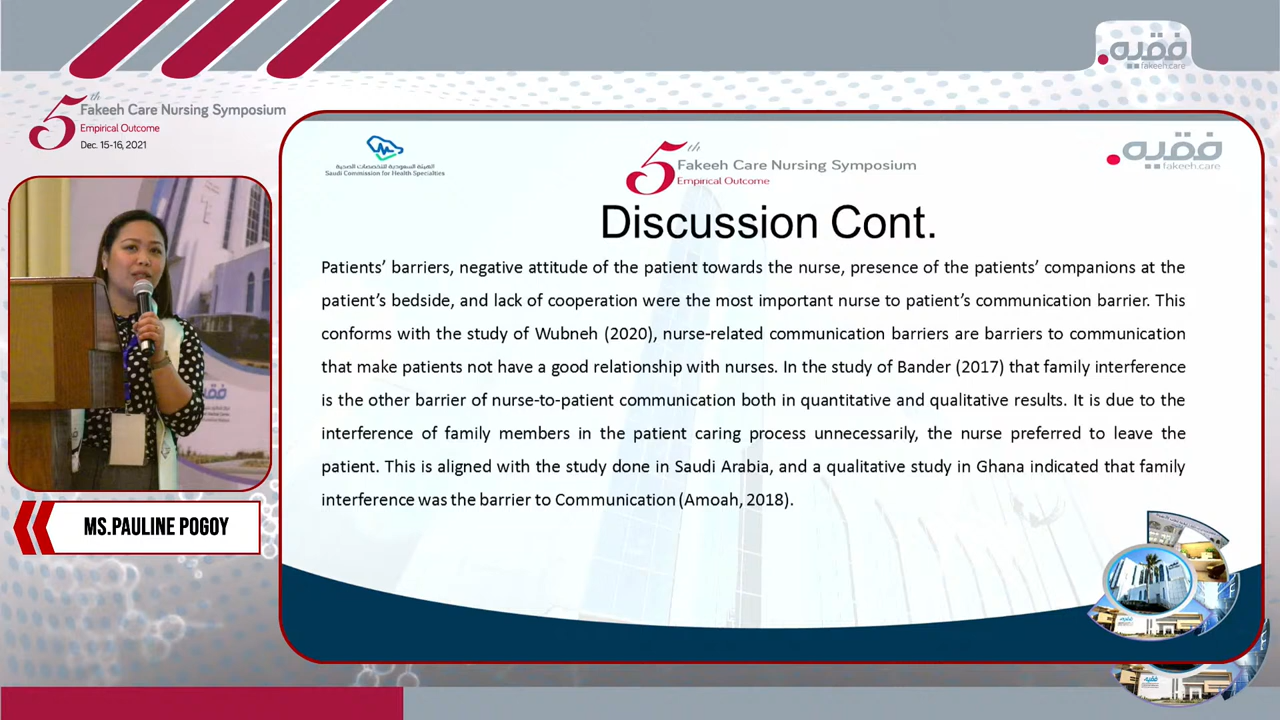 فقيه
fakeeh.care
5th
Fakeeh Care Nursing Symposium
Empirical Outcome
Dec. 15-16, 2021
الهيئة السعودية للتخصصات الصحية
Saudi Commission for Health Specialties
5th
Fakeeh Care Nursing Symposium
Empirical Outcome
فقيه
fakeeh.care
Discussion Cont.
Patients’ barriers, negative attitude of the patient towards the nurse, presence of the patients’ companions at the
patient’s bedside, and lack of cooperation were the most important nurse to patient’s communication barrier. This
conforms with the study of Wubneh (2020), nurse-related communication barriers are barriers to communication
that make patients not have a good relationship with nurses. In the study of Bander (2017) that family interference
is the other barrier of nurse-to-patient communication both in quantitative and qualitative results. It is due to the
interference of family members in the patient caring process unnecessarily, the nurse preferred to leave the
patient. This is aligned with the study done in Saudi Arabia, and a qualitative study in Ghana indicated that family
interference was the barrier to Communication (Amoah, 2018).
MS.PAULINE POGOY